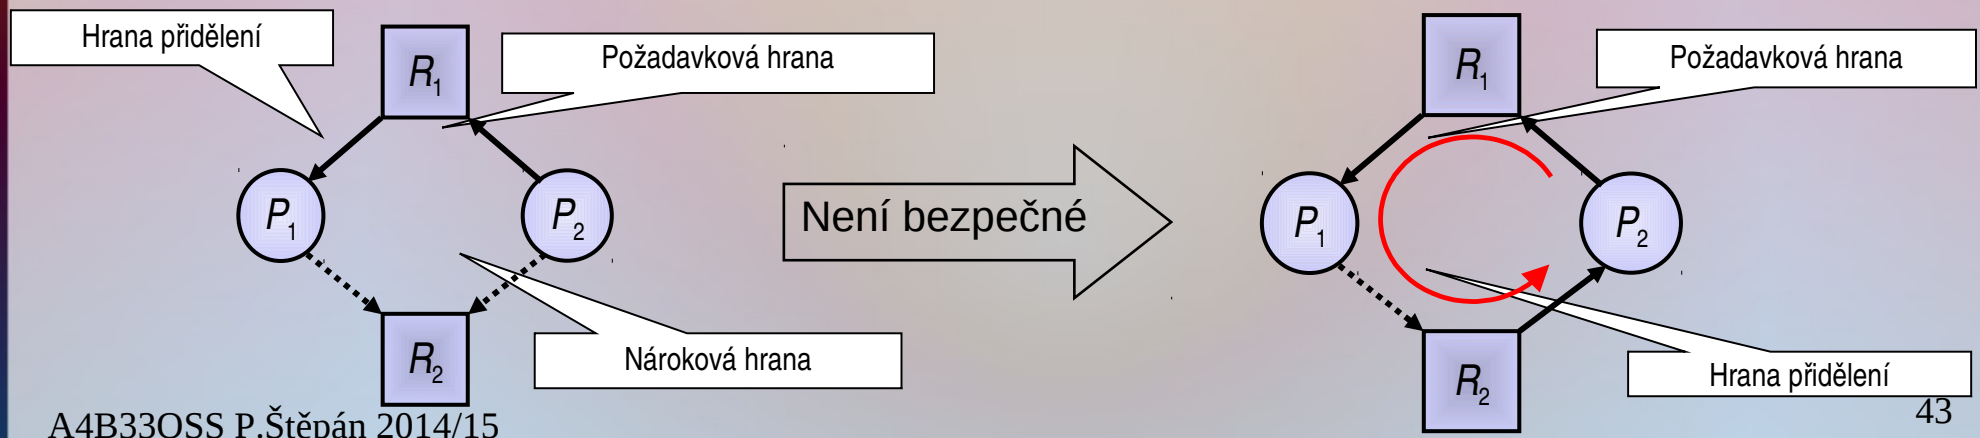 Hrana přidělení
R1
Požadavková hrana
P1
P2
R2
Nároková hrana
Není bezpečné
R1
Požadavková hrana
P1
P2
R2
Hrana přidělení
A4B33OSS P.Štěpán 2014/15
43